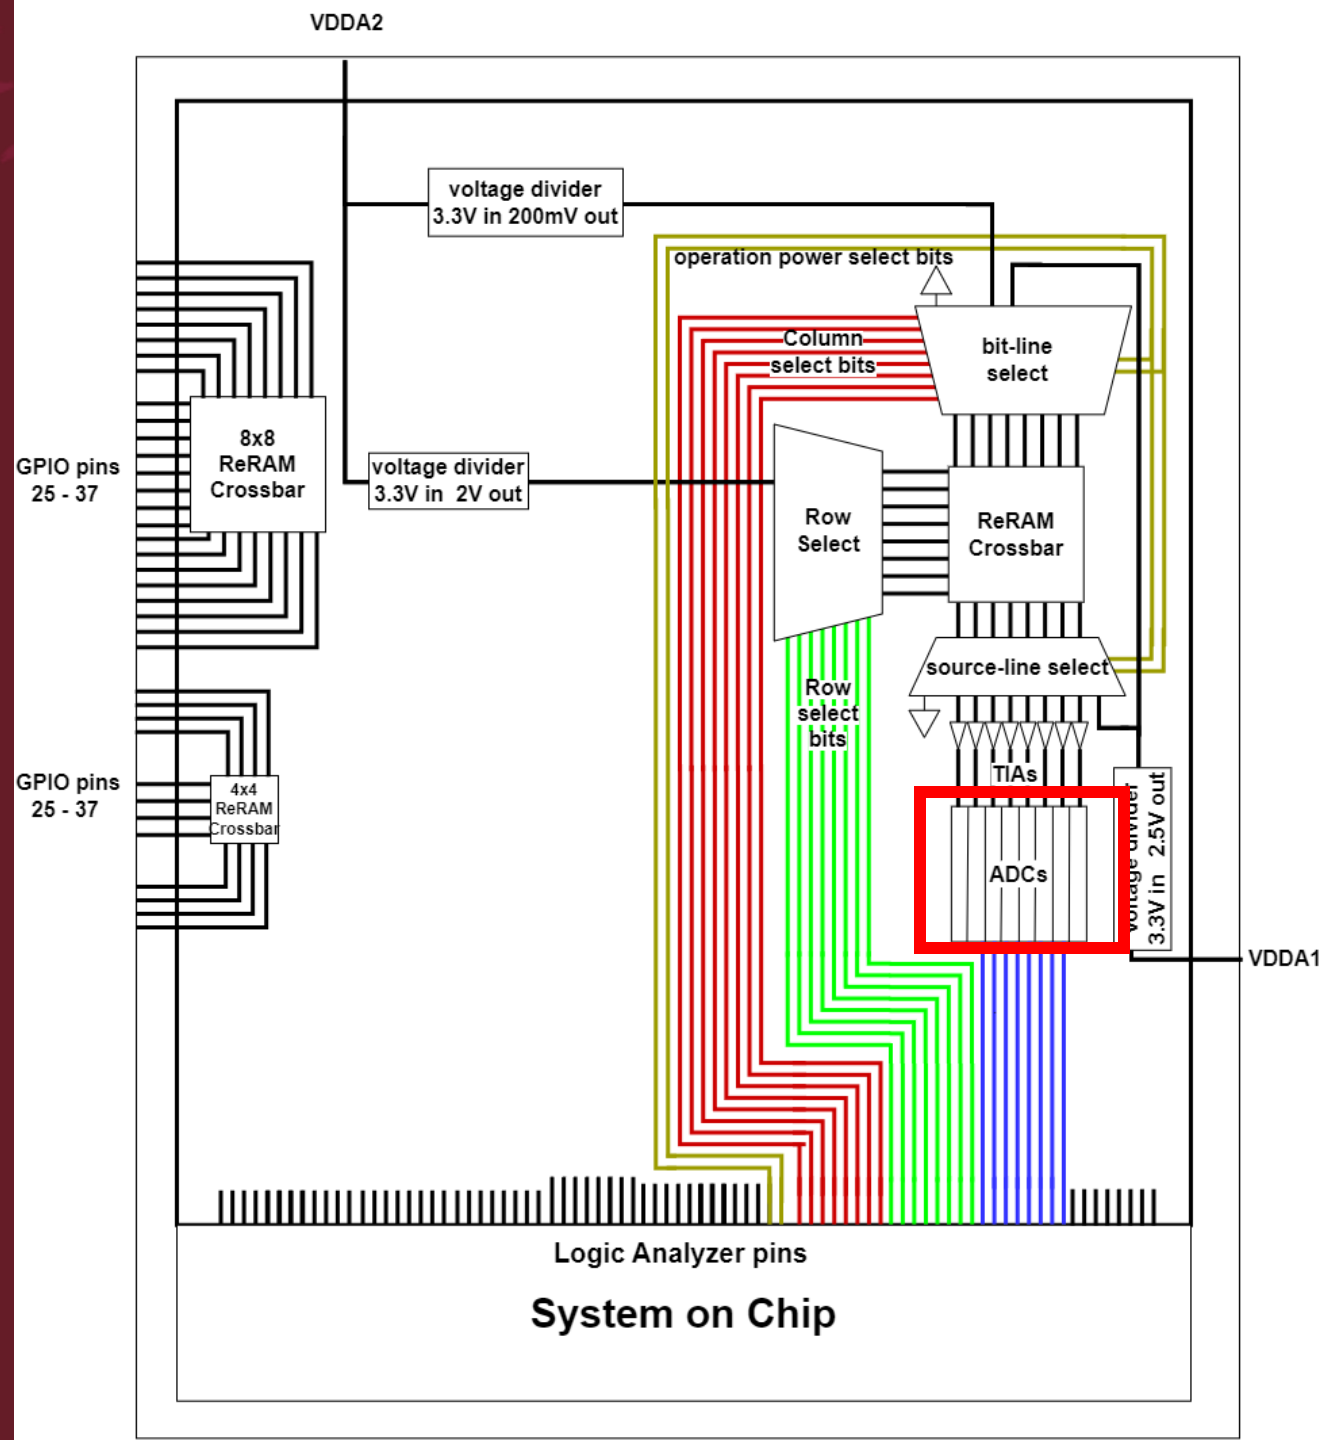 VDDA2
voltage divider
3.3V in 200mV out
operation power select bits
Column
select bits
bit-line
select
8x8
ReRAM
Crossbar
GPIO pins
25 - 37
voltage divider
3.3V in 2V out
Row
Select
ReRAM
Crossbar
source-line select
Row
select
bits
TIAs
GPIO pins
25 - 37
4x4
ReRAM
Crossbar
ADCs
voltage divider
3.3V in 2.5V out
VDDA1
Logic Analyzer pins
System on Chip